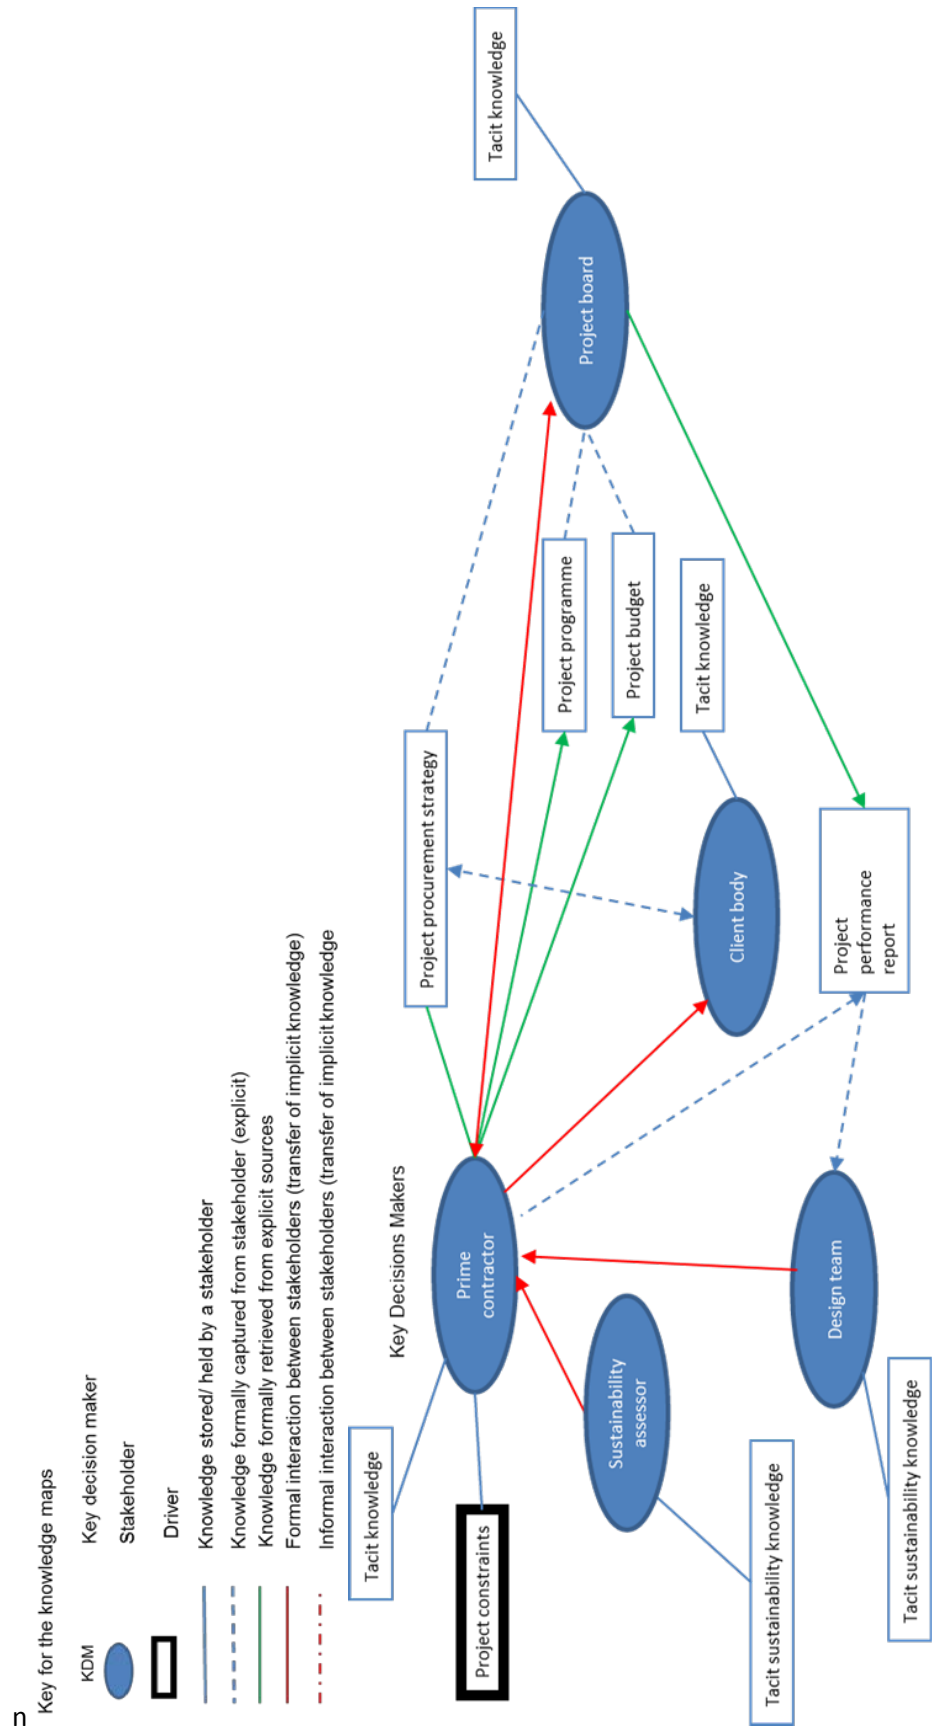 n
Key for the knowledge maps
KDM
Key decision maker
Stakeholder
Driver
Knowledge stored/ held by a stakeholder
Knowledge formally captured from stakeholder (explicit)
Knowledge formally retrieved from explicit sources
Formal interaction between stakeholders (transfer of implicit knowledge)
Informal interaction between stakeholders (transfer of implicit knowledge
Key Decisions Makers
Tacit knowledge
Project constraints
Prime
contractor
Project procurement strategy
Project programme
Project budget
Project board
Tacit knowledge
Sustainability
assessor
Tacit sustainability knowledge
Client body
Tacit knowledge
Design team
Tacit sustainability knowledge
Project
performance
report